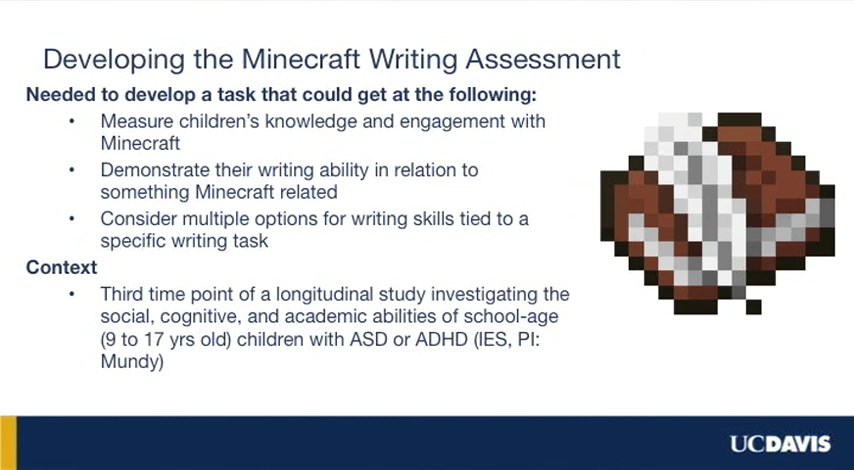 Developing the Minecraft Writing Assessment
Needed to develop a task that could get at the following:
• Measure children's knowledge and engagement with
Minecraft
• Demonstrate their writing ability in relation to
something Minecraft related
• Consider multiple options for writing skills tied to a
specific writing task
Context
• Third time point of a longitudinal study investigating the
social, cognitive, and academic abilities of school-age
(9 to 17 yrs old) children with ASD or ADHD (IES, PI:
Mundy)
UCDAVIS